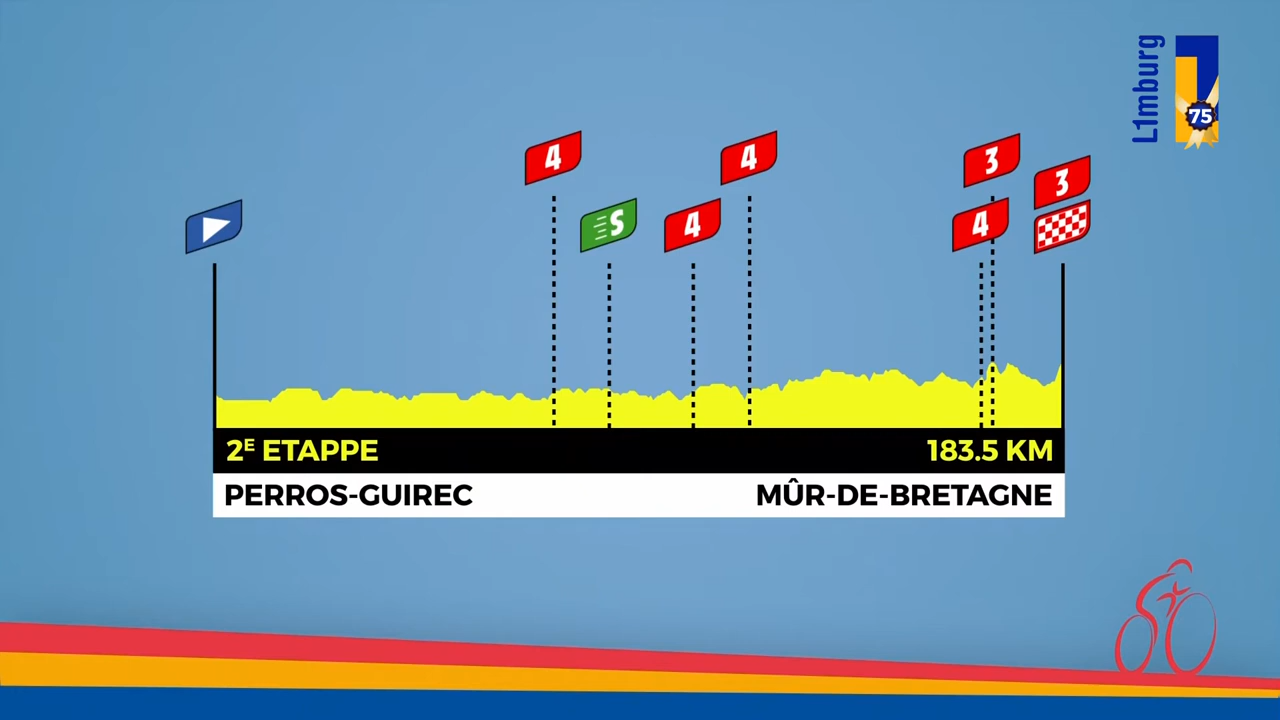 L1mburg
75
4
4
3
3
S
4
4
2E ETAPPE
183.5 KM
PERROS-GUIREC
MÛR-DE-BRETAGNE